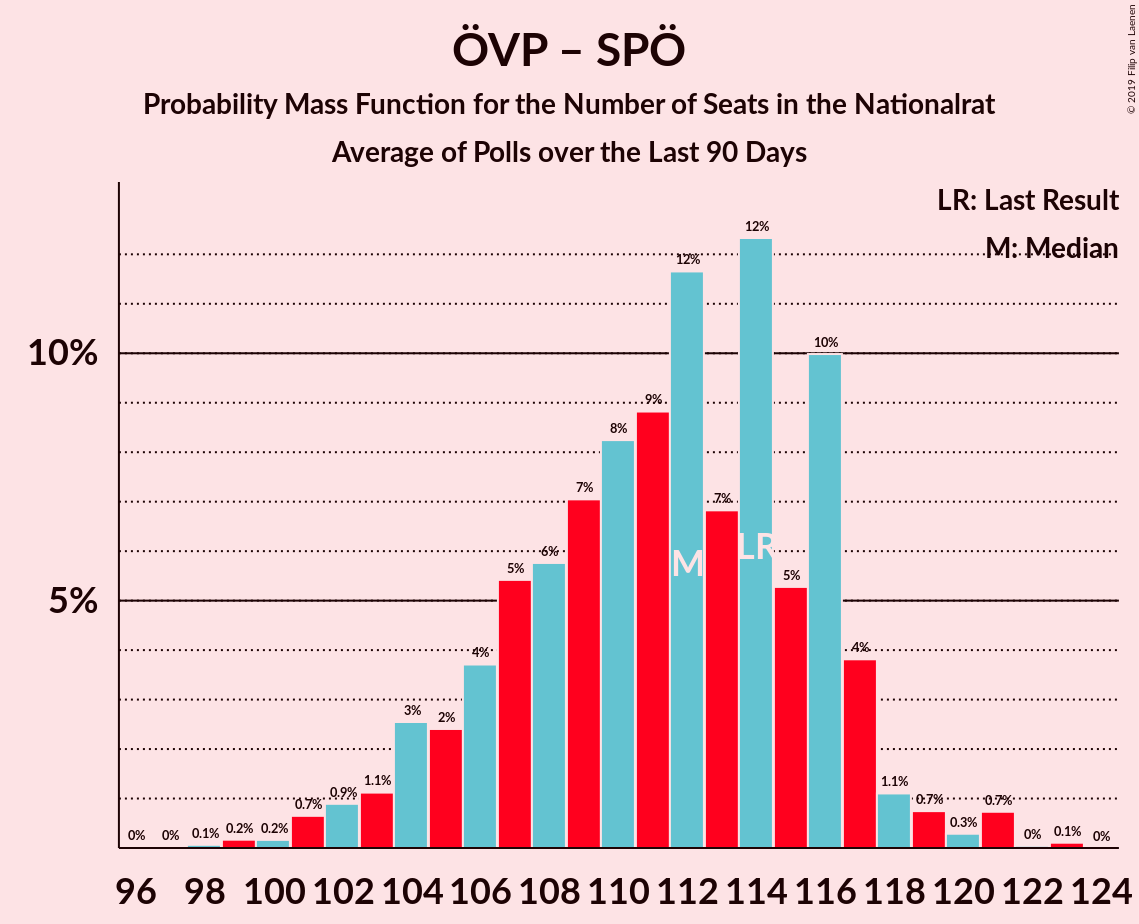 ÖVP – SPÖ
Probability Mass Function for the Number of Seats in the Nationalrat
Average of Polls over the Last 90 Days
© 2019 Filip van Laenen
LR: Last Result
M: Median
10%
5%
0% 0% 0.1% 0.2% 0.2% 0.7% 0.9% 1.1% 3% 2% 4% 5% 6% 7% 8% 9% 12% 7% 12% 5% 10% 4% 1.1% 0.7% 0.3% 0.7% 0% 0.1% 0%
M LR
96 98 100 102 104 106 108 110 112 114 116 118 120 122 124